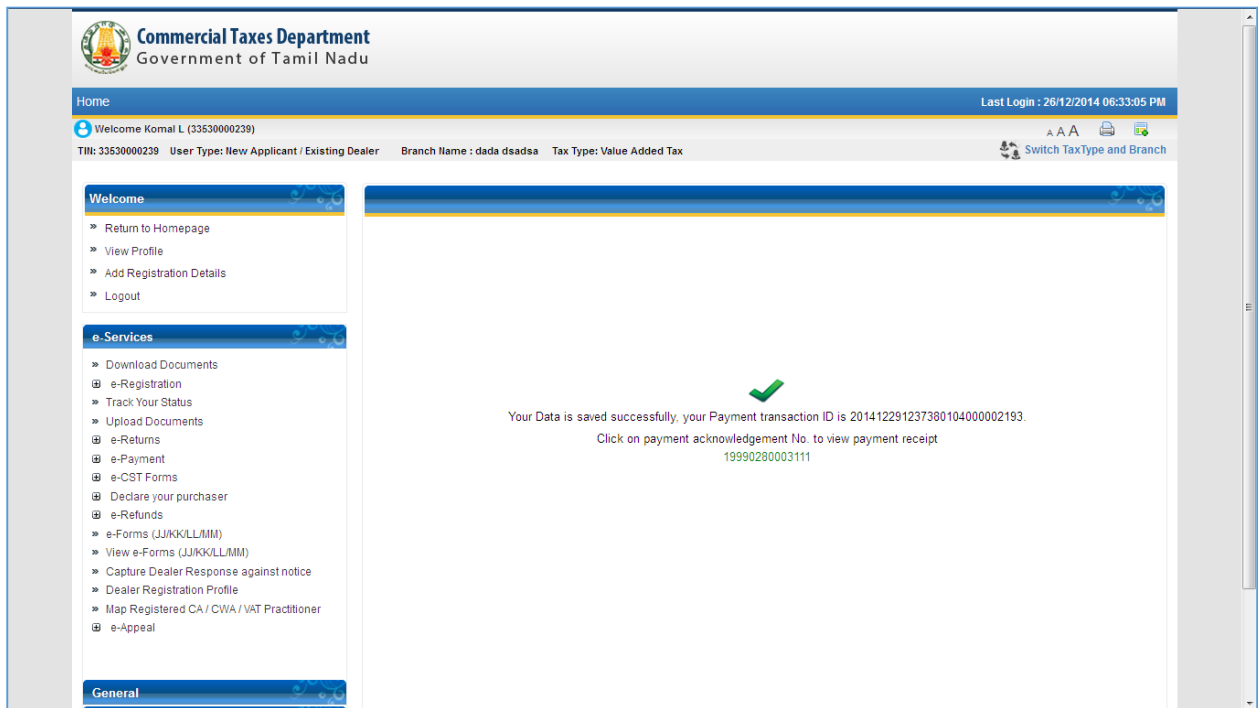 Commercial Taxes Department
Government of Tamil Nadu
Home
Last Login : 26/12/2014 06:33:05 PM
Welcome Komal L (33530000239)
A A A
TIN: 33530000239 User Type: New Applicant / Existing Dealer Branch Name : dada dsadsa Tax Type: Value Added Tax
Switch TaxType and Branch
Welcome
» Return to Homepage
» View Profile
» Add Registration Details
» Logout
e-Services
» Download Documents
e-Registration
» Track Your Status
» Upload Documents
e-Returns
e-Payment
e-CST Forms
Declare your purchaser
e-Refunds
» e-Forms (JJ/KK/LL/MM)
» View e-Forms (JJ/KK/LL/MM)
» Capture Dealer Response against notice
» Dealer Registration Profile
» Map Registered CA / CWA / VAT Practitioner
e-Appeal
General
Your Data is saved successfully, your Payment transaction ID is 201412291237380104000002193.
Click on payment acknowledgement No. to view payment receipt
19990280003111